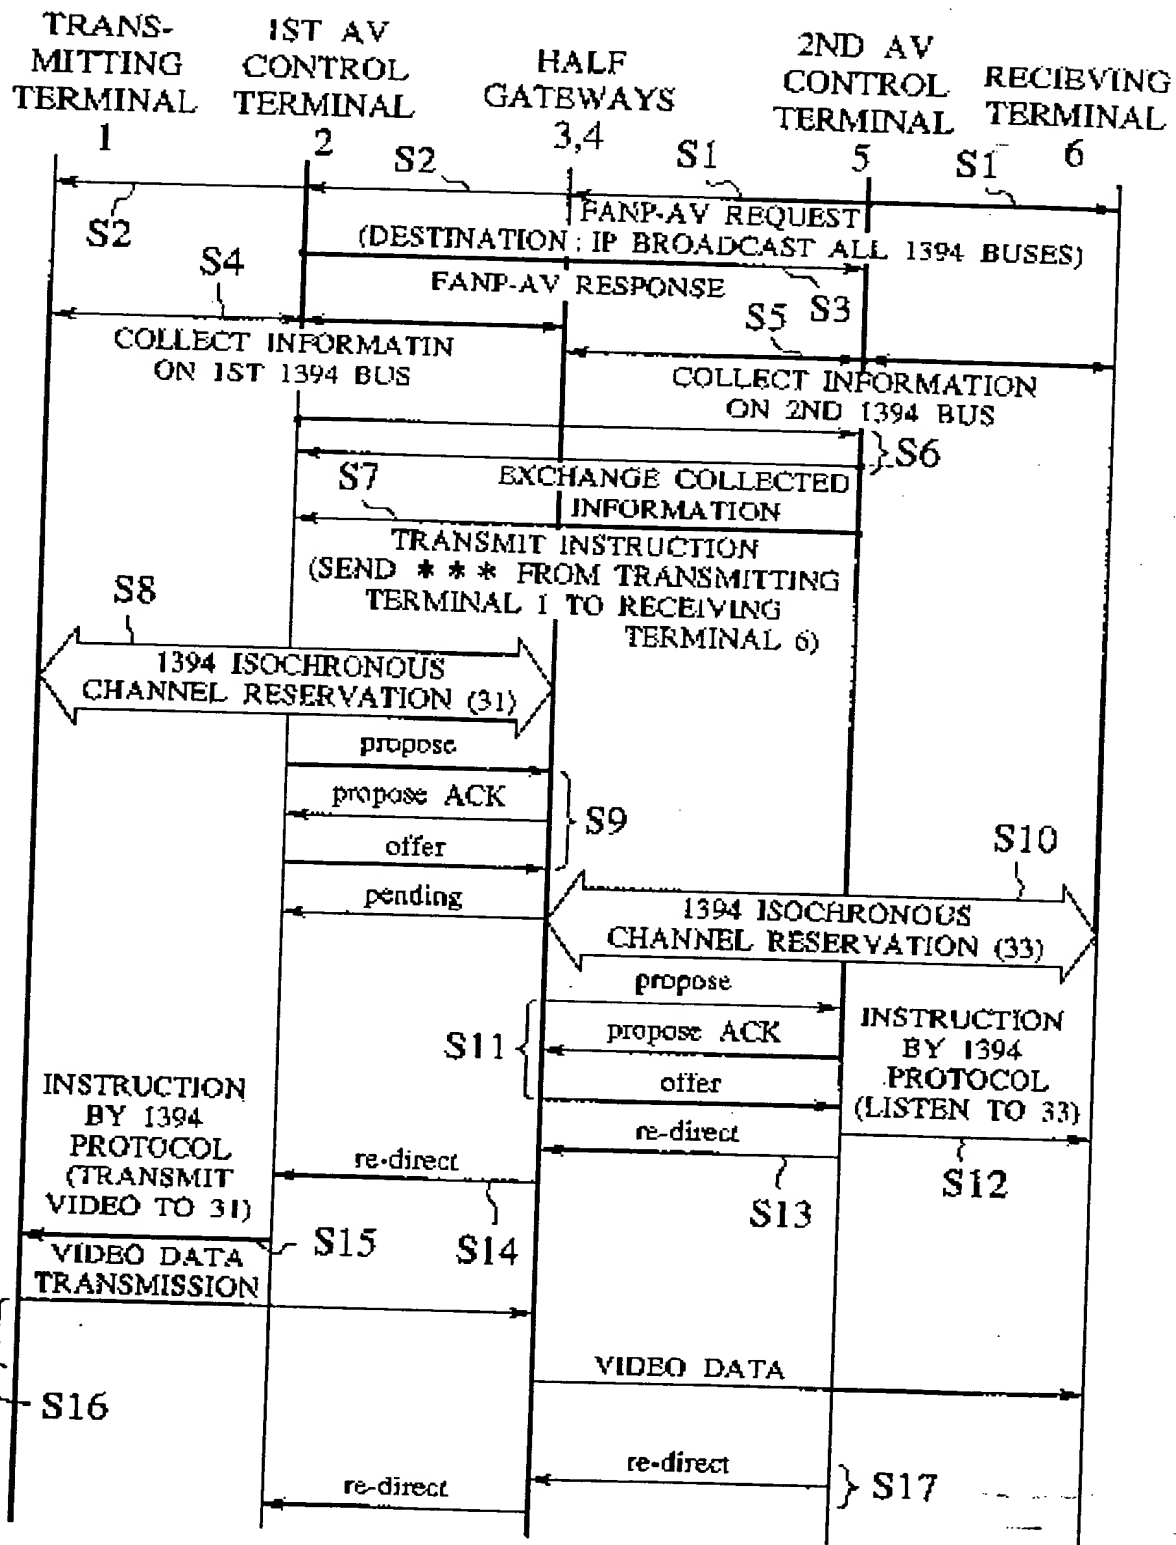 TRANS-
MITTING
TERMINAL
1
1ST AV
CONTROL
TERMINAL
2
HALF
GATEWAYS
3,4
2ND AV
CONTROL
TERMINAL
5
RECIEVING
TERMINAL
6
S2
S1
S1
S2
FANP-AV REQUEST
(DESTINATION : IP BROADCAST ALL 1394 BUSES)
S4
FANP-AV RESPONSE
S3
S5
COLLECT INFORMATIN
ON 1ST 1394 BUS
COLLECT INFORMATION
ON 2ND 1394 BUS
S6
S7
EXCHANGE COLLECTED
INFORMATION
TRANSMIT INSTRUCTION
(SEND * * * FROM TRANSMITTING
TERMINAL 1 TO RECEIVING
TERMINAL 6)
S8
1394 ISOCHRONOUS
CHANNEL RESERVATION (31)
propose
propose ACK
S9
offer
S10
pending
1394 ISOCHRONOUS
CHANNEL RESERVATION (33)
propose
S11
propose ACK
offer
INSTRUCTION
BY 1394
PROTOCOL
(LISTEN TO 33)
re-direct
S12
INSTRUCTION
BY 1394
PROTOCOL
(TRANSMIT
VIDEO TO 31)
re-direct
S13
S14
S15
VIDEO DATA
TRANSMISSION
VIDEO DATA
S16
re-direct
S17
re-direct